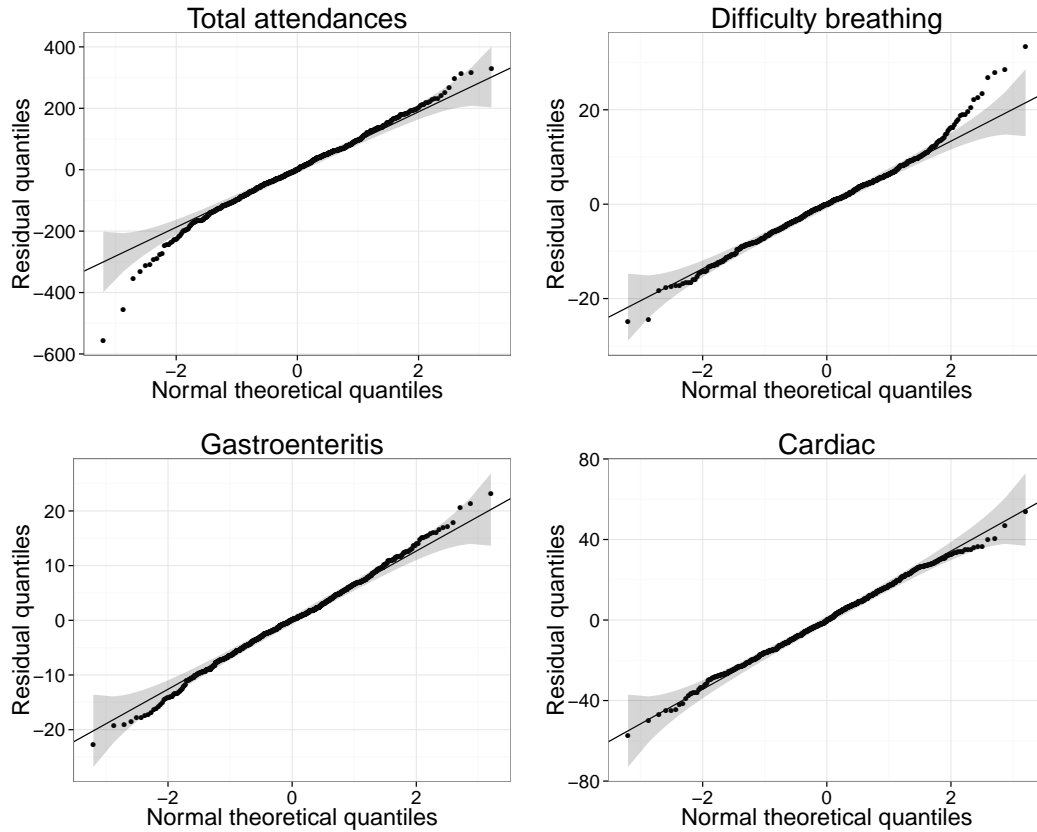 Total attendances
400
200
0
−200
−400
−600
Residual quantiles
−2 0 2
Normal theoretical quantiles
Difficulty breathing
20
0
−20
Residual quantiles
−2 0 2
Normal theoretical quantiles
Gastroenteritis
20
10
0
−10
−20
Residual quantiles
−2 0 2
Normal theoretical quantiles
Cardiac
80
40
0
−40
−80
Residual quantiles
−2 0 2
Normal theoretical quantiles